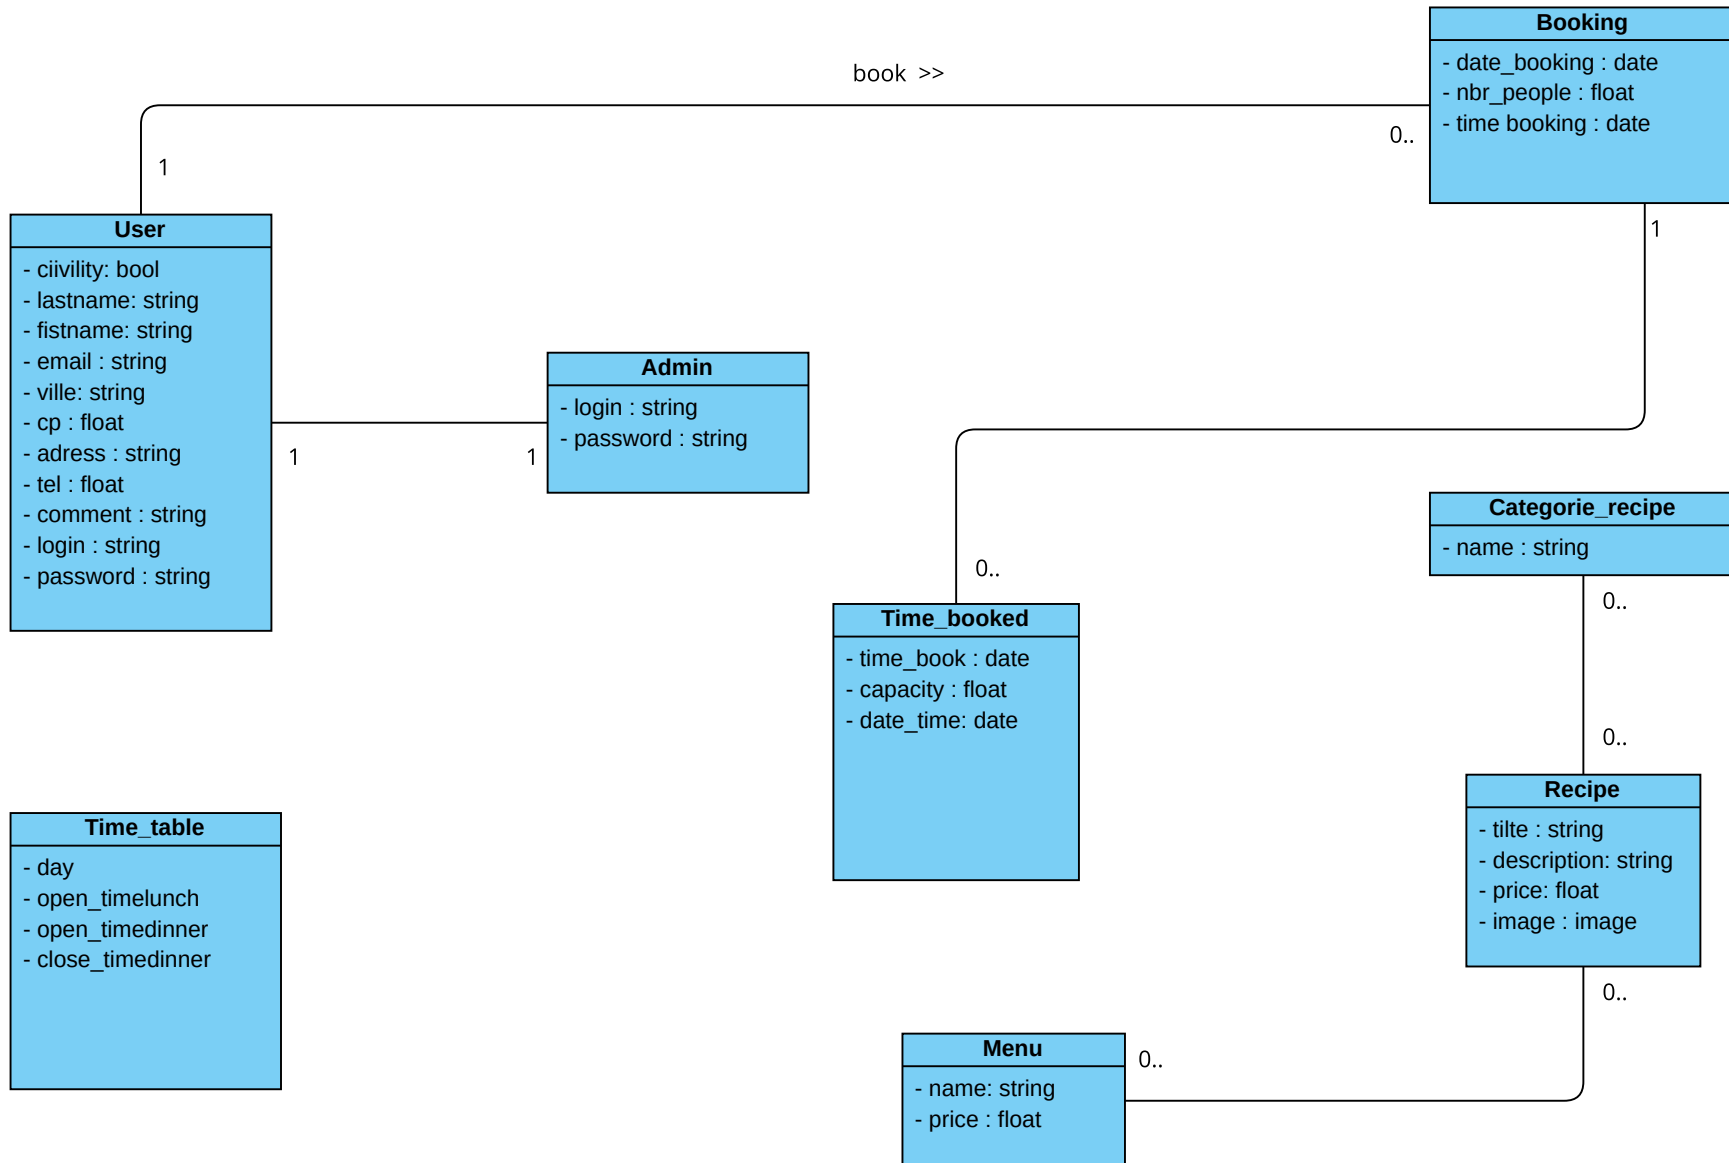 Booking
- date_booking : date
- nbr_people : float
- time booking : date
book >>
0..
1
1
User
- ciivility: bool
- lastname: string
- fistname: string
- email : string
- ville: string
- cp : float
- adress : string
- tel : float
- comment : string
- login : string
- password : string
1
1
Admin
- login : string
- password : string
0..
Time_booked
- time_book : date
- capacity : float
- date_time: date
Categorie_recipe
- name : string
0..
0..
Recipe
- tilte : string
- description: string
- price: float
- image : image
0..
Time_table
- day
- open_timelunch
- open_timedinner
- close_timedinner
Menu
- name: string
- price : float
0..